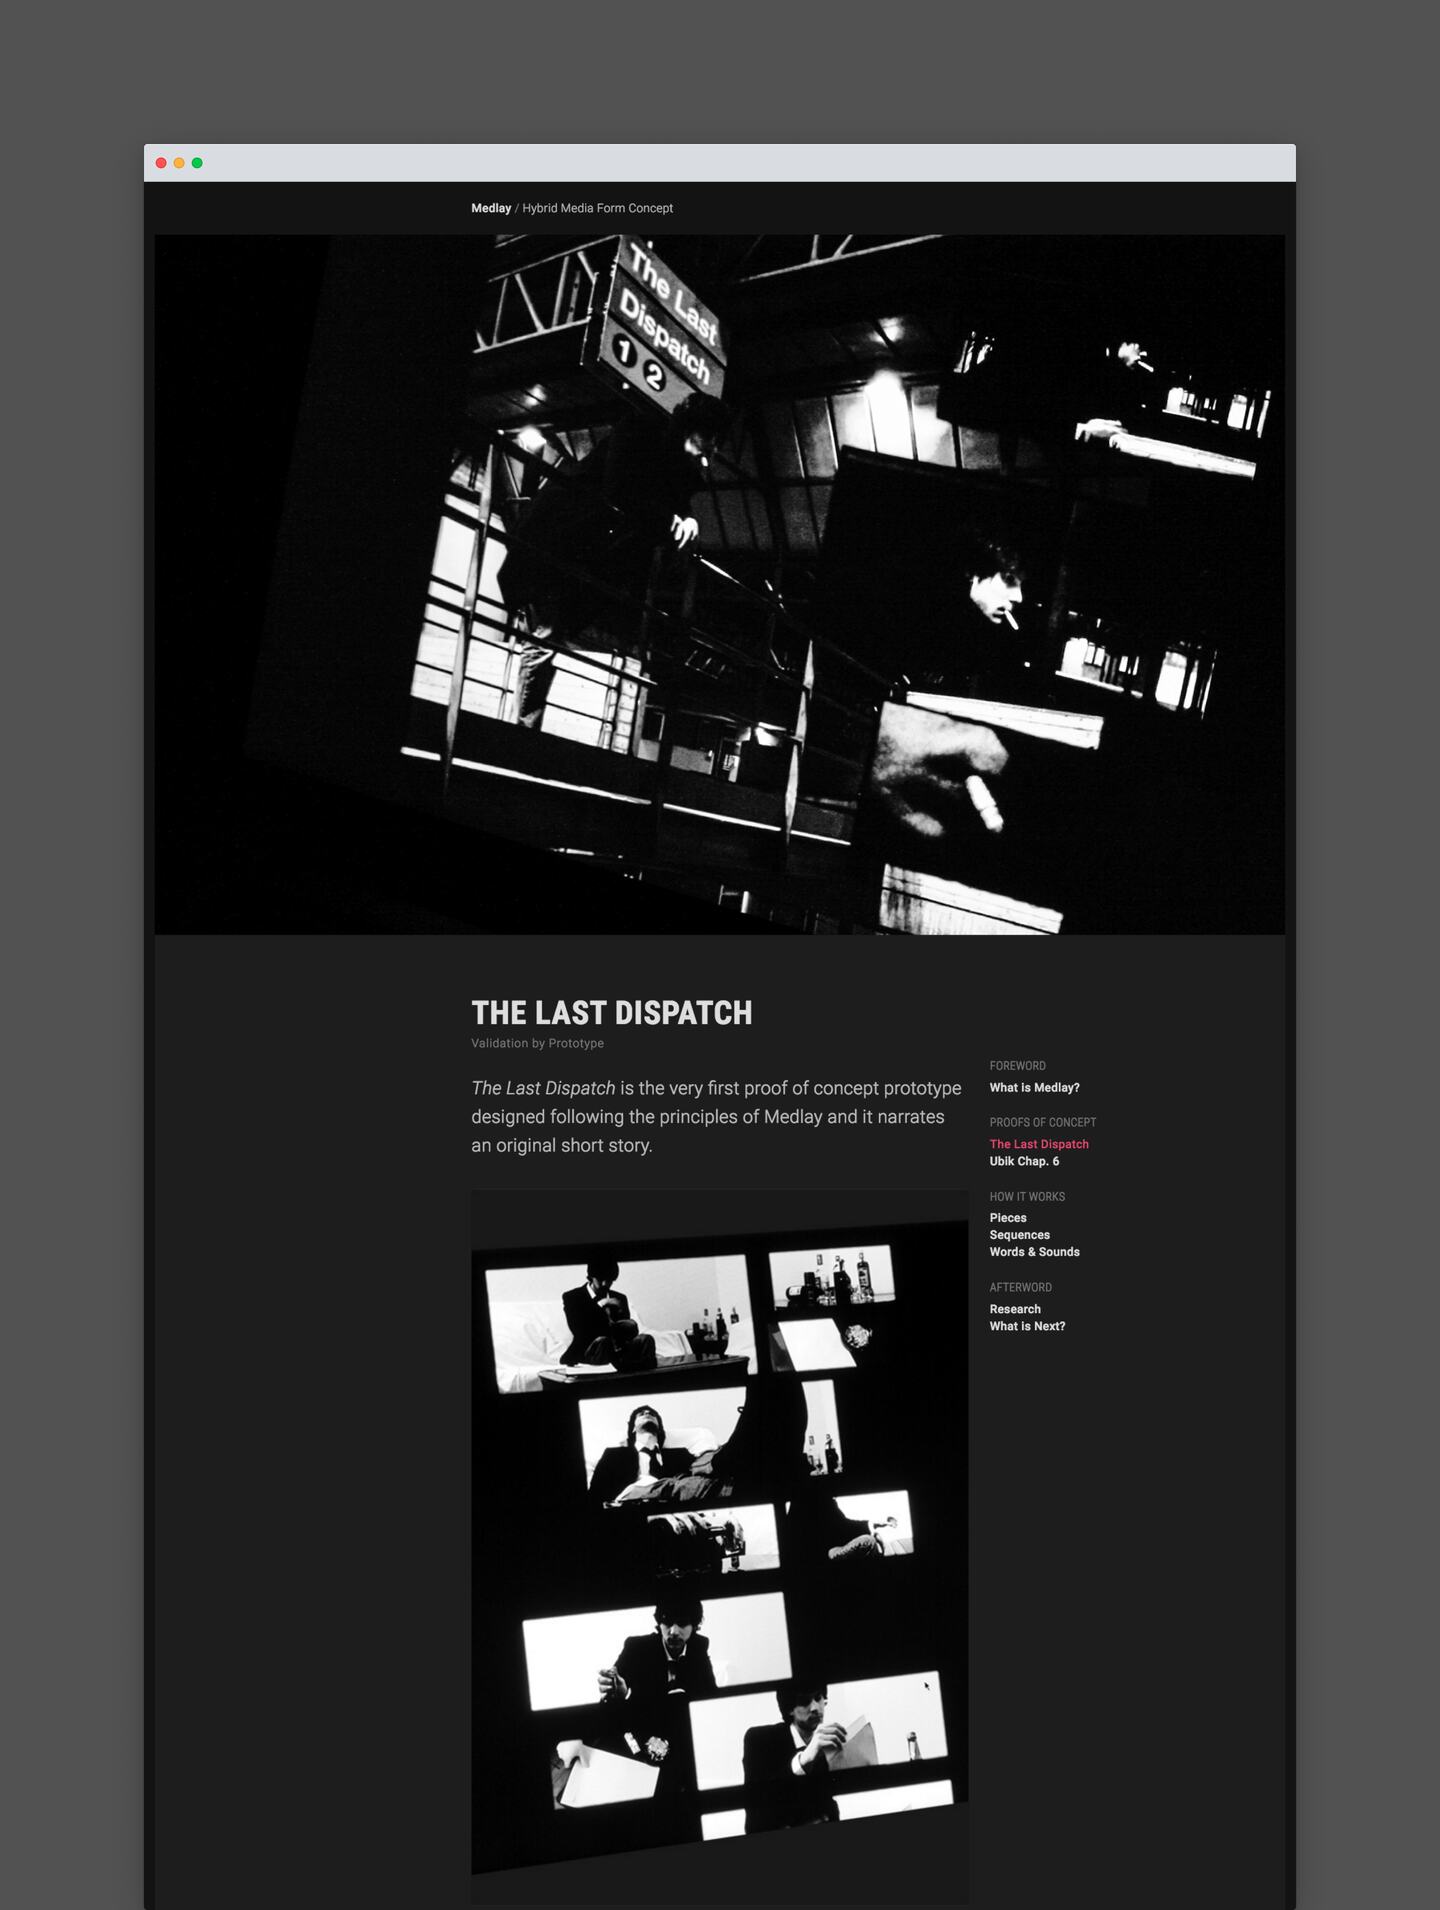 Medlay / Hybrid Media Form Concept
The Last
Dispatch
1 2
THE LAST DISPATCH
Validation by Prototype
The Last Dispatch is the very first proof of concept prototype
designed following the principles of Medlay and it narrates
an original short story.
FOREWORD
What is Medlay?
PROOFS OF CONCEPT
The Last Dispatch
Ubik Chap. 6
HOW IT WORKS
Pieces
Sequences
Words & Sounds
AFTERWORD
Research
What is Next?